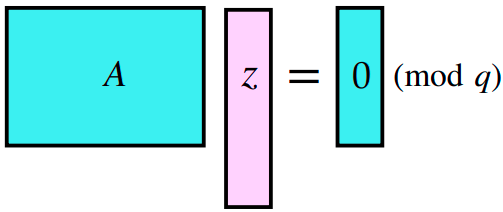 A z = 0 (mod q)